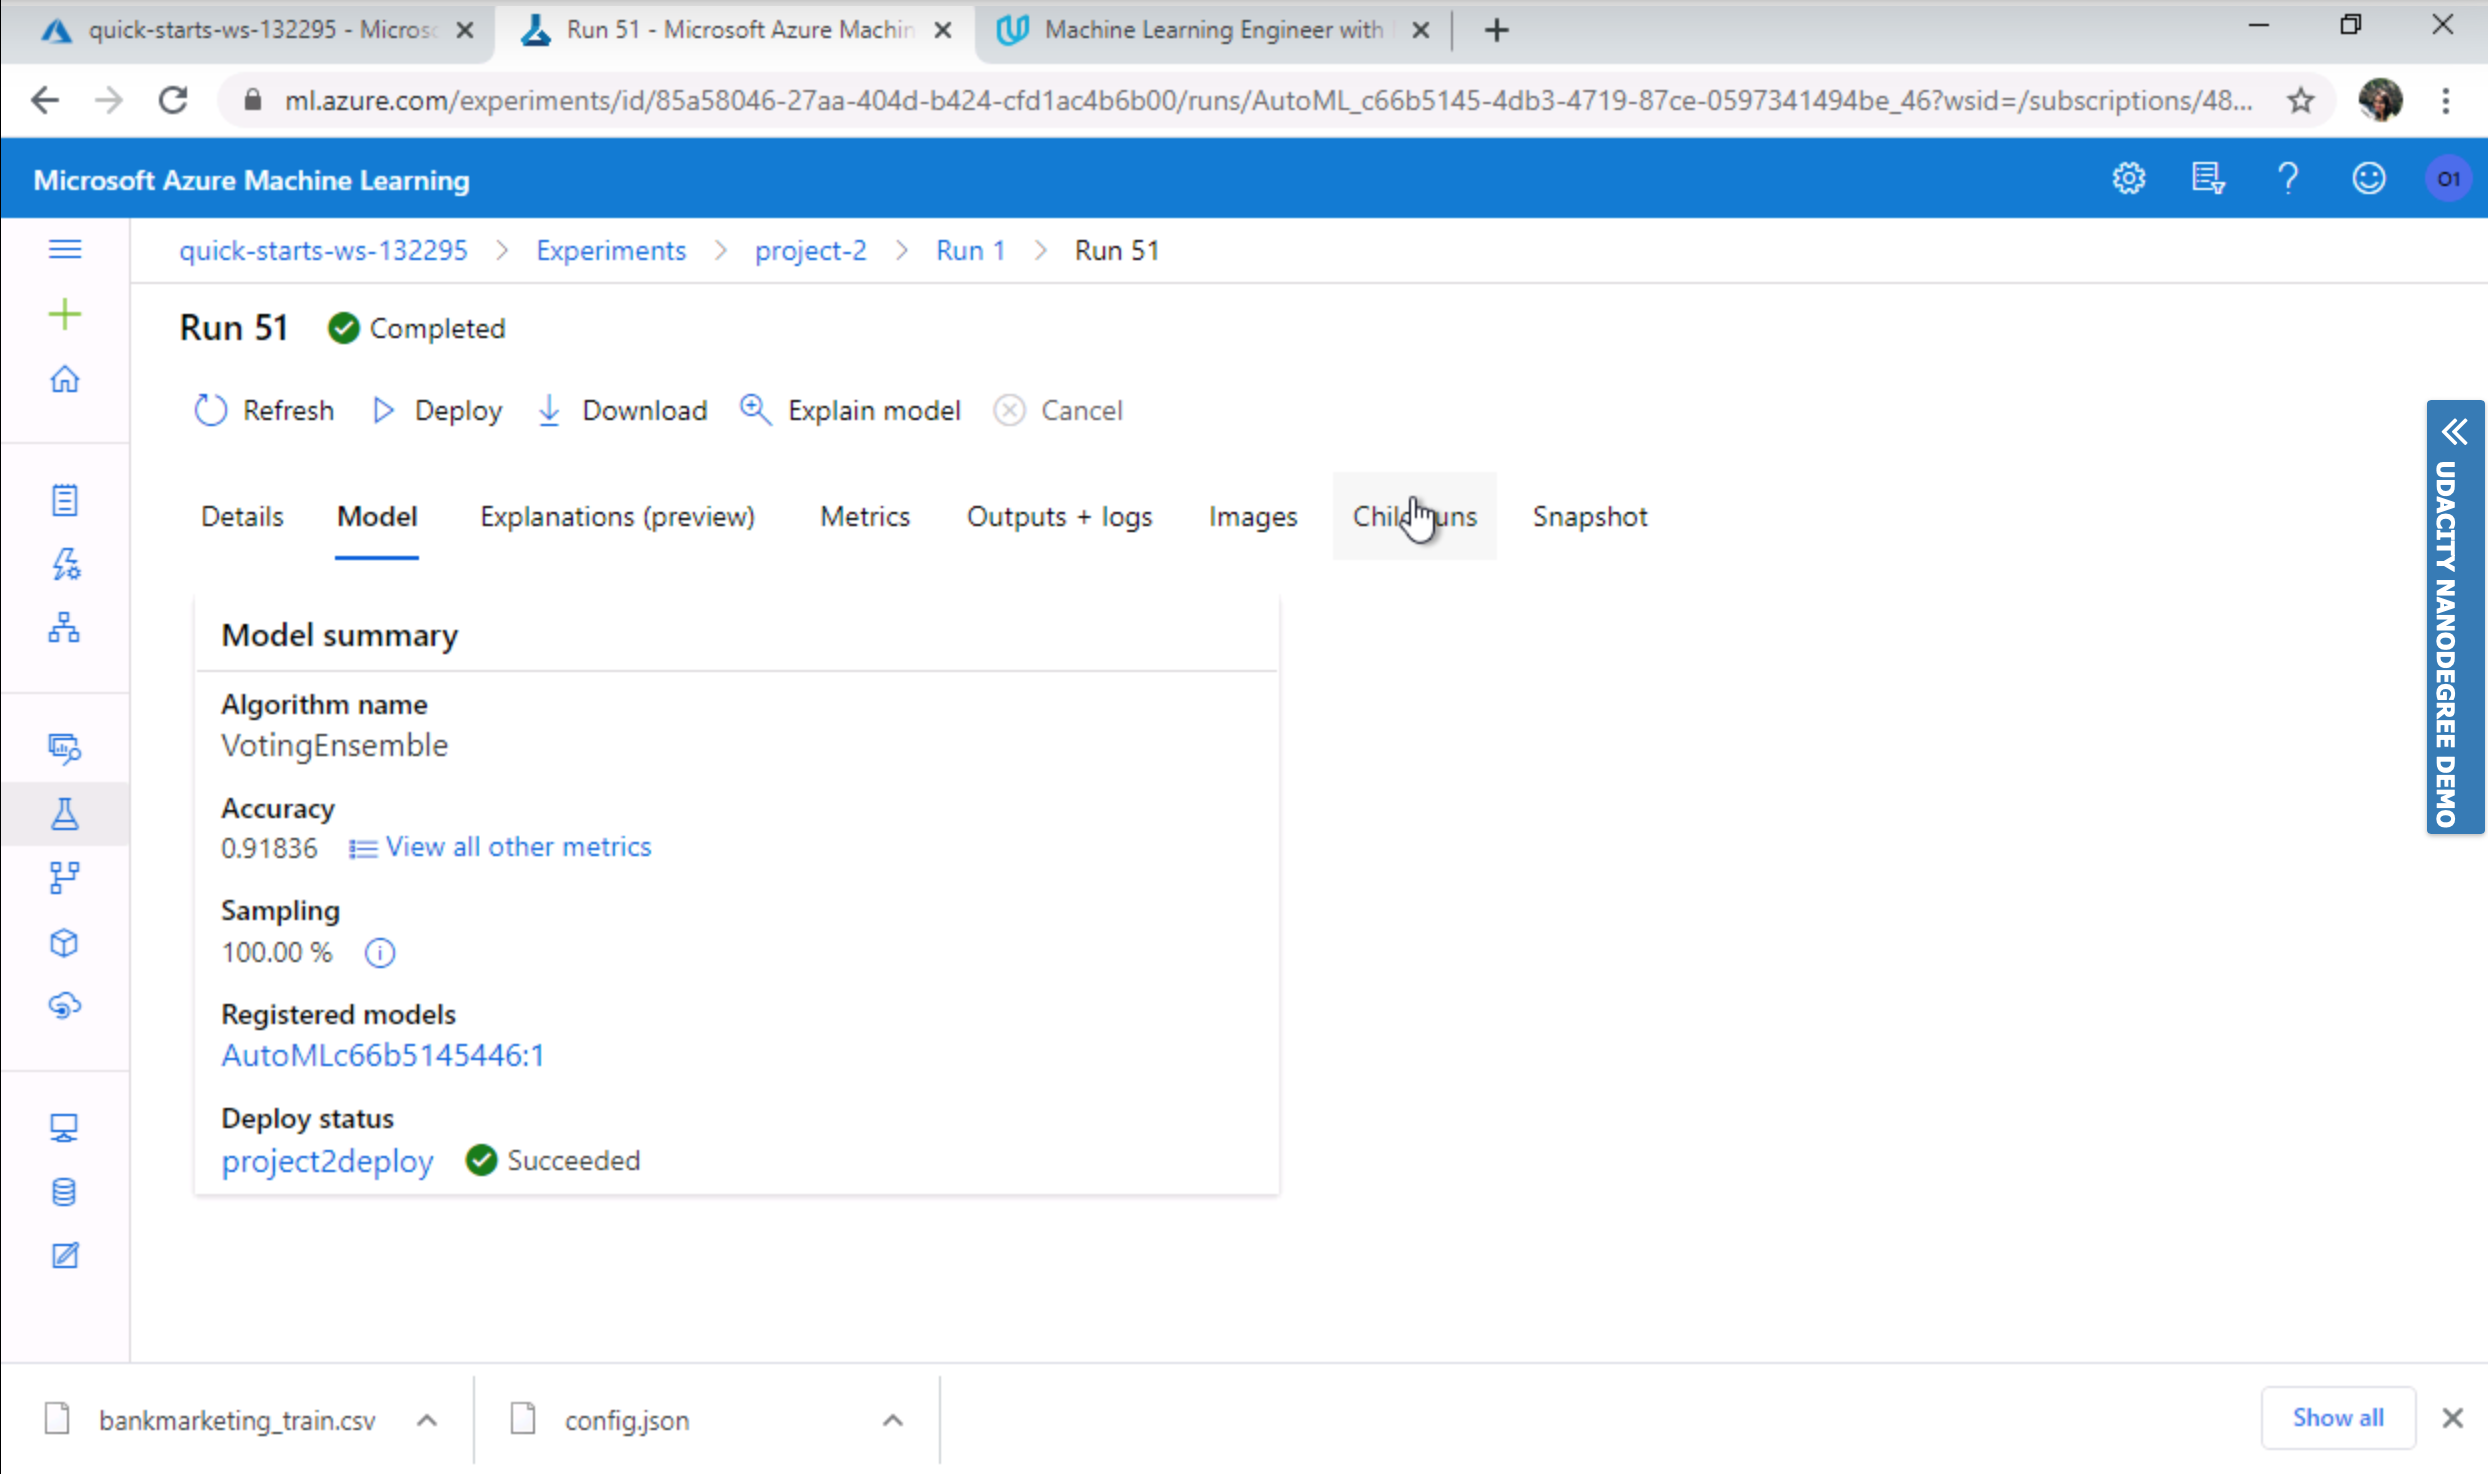 quick-starts-ws-132295 - Micros
Run 51 - Microsoft Azure Machin
Machine Learning Engineer with
ml.azure.com/experiments/id/85a58046-27aa-404d-b424-cfd1ac4b6b00/runs/AutoML_c66b5145-4db3-4719-87ce-0597341494be_46?wsid=/subscriptions/48...
Microsoft Azure Machine Learning
01
quick-starts-ws-132295 > Experiments > project-2 > Run 1 > Run 51
Run 51 Completed
Refresh Deploy Download Explain model Cancel
Details Model Explanations (preview) Metrics Outputs + logs Images Snapshot
UDACITY NANODEGREE DEMO
Model summary
Algorithm name
VotingEnsemble
Accuracy
0.91836 View all other metrics
Sampling
100.00 %
Registered models
AutoMLc66b5145446:1
Deploy status
project2deploy Succeeded
bankmarketing_train.csv
config.json
Show all